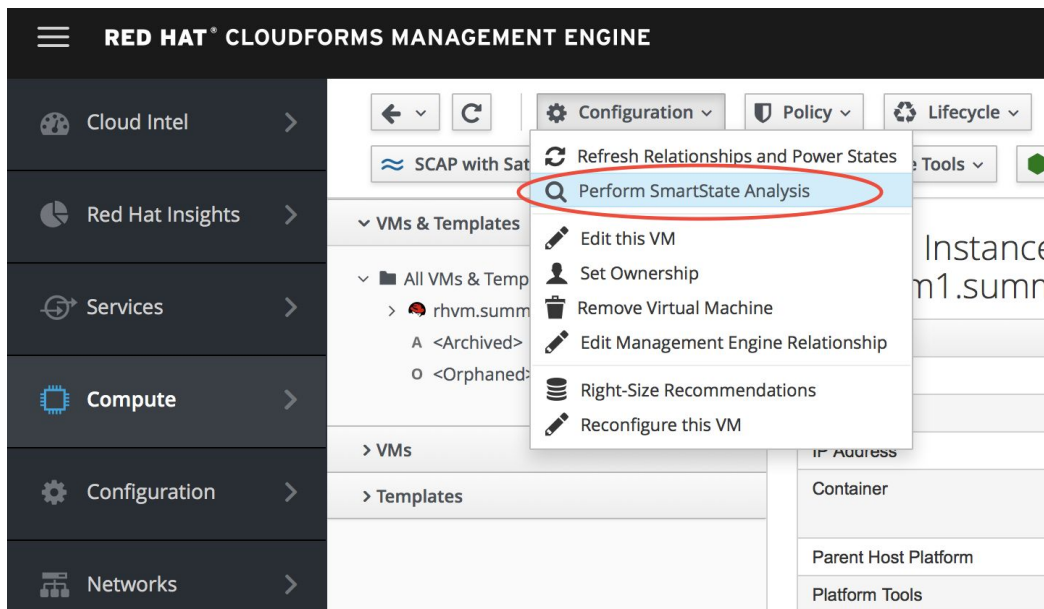 RED HAT® CLOUDFORMS MANAGEMENT ENGINE
Cloud Intel
Red Hat Insights
Services
Compute
Configuration
Networks
Configuration
Policy
Lifecycle
SCAP with Sat
e Tools
Refresh Relationships and Power States
Perform SmartState Analysis
Edit this VM
Set Ownership
Remove Virtual Machine
Edit Management Engine Relationship
Right-Size Recommendations
Reconfigure this VM
VMs & Templates
All VMs & Temp
rhvm.summ
A <Archived>
O <Orphaned>
VMs
Templates
Instance
m1.summ
IP Address
Container
Parent Host Platform
Platform Tools